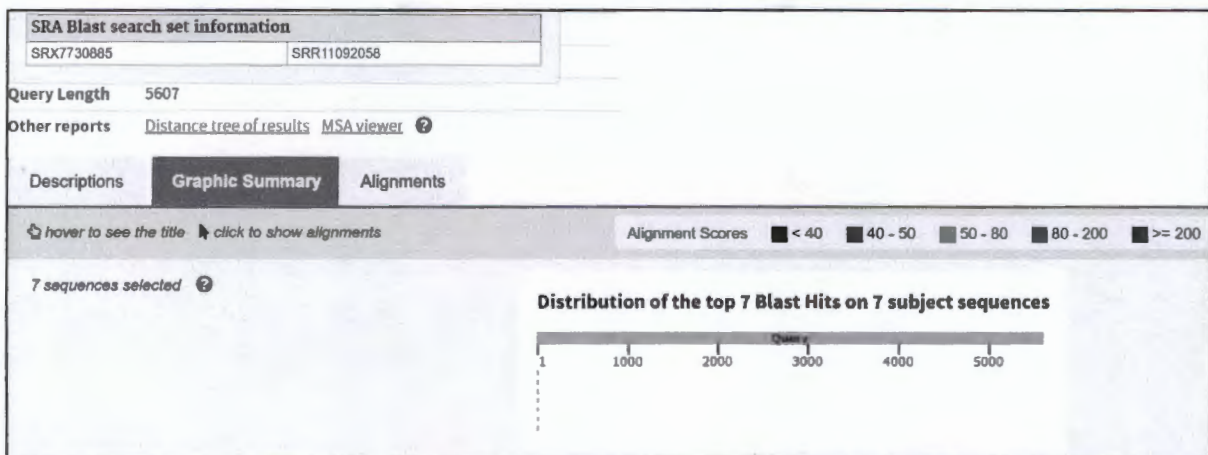 SRA Blast search set information
SRX7730885 SRR11092058
Query Length 5607
Other reports Distance tree of results MSA viewer ?
Descriptions Graphic Summary Alignments
hover to see the title click to show alignments Alignment Scores < 40 40 - 50 50 - 80 80 - 200 >= 200
7 sequences selected ?
Distribution of the top 7 Blast Hits on 7 subject sequences
Query
1 1000 2000 3000 4000 5000